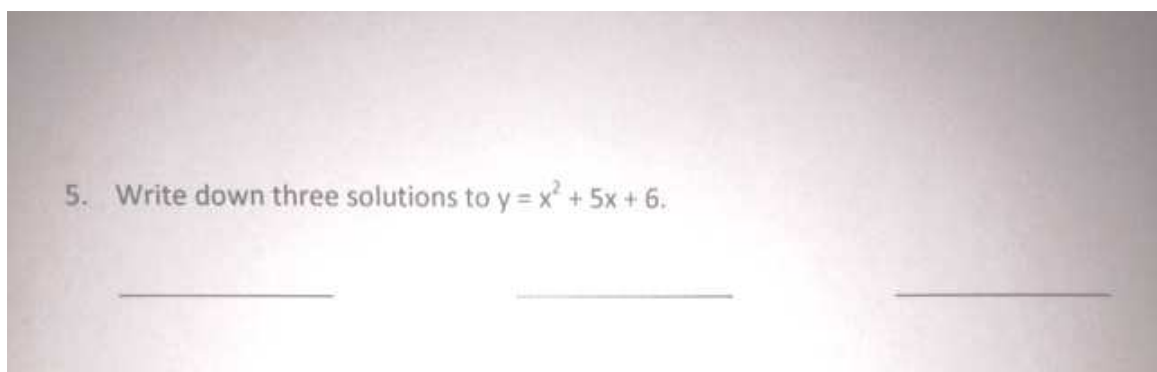 5. Write down three solutions to y = x² + 5x + 6.